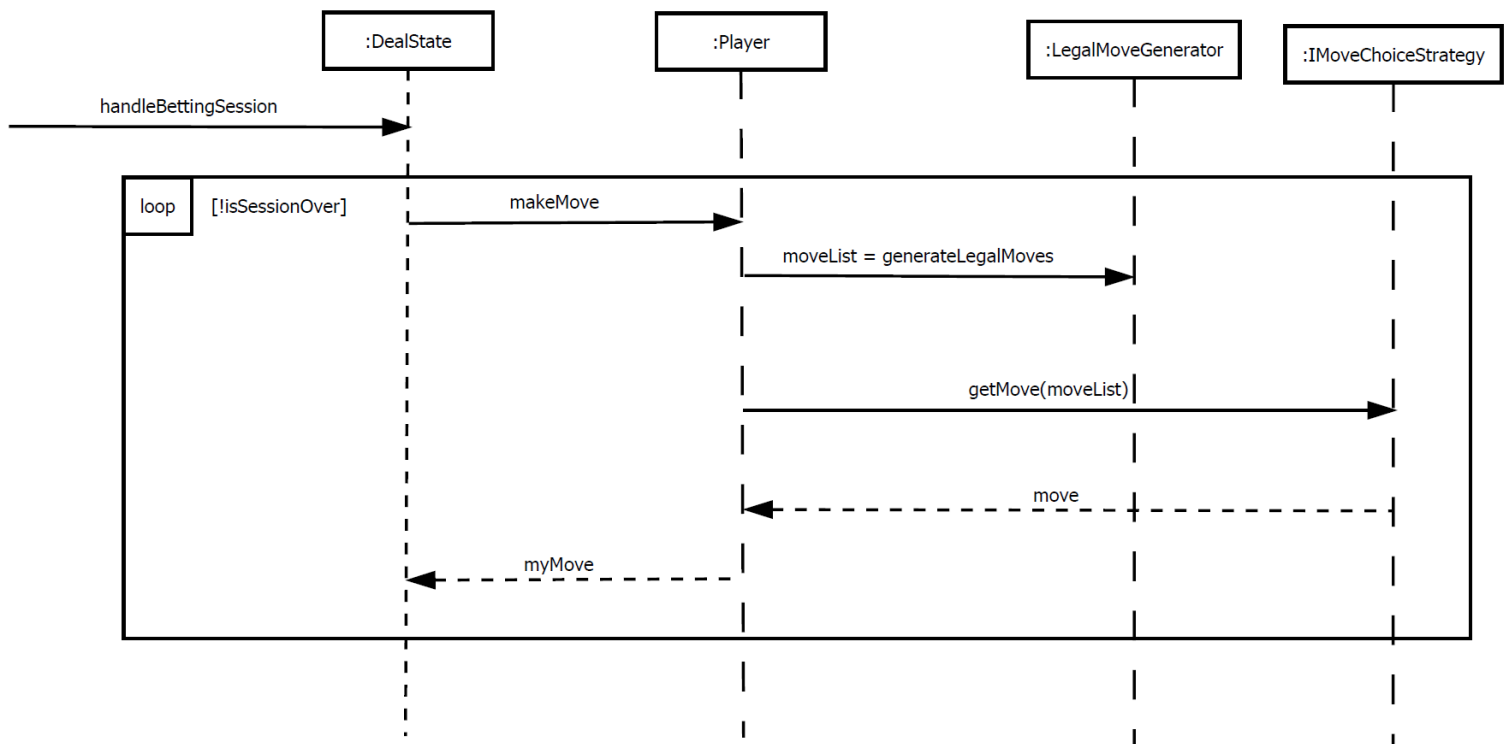 :DealState
:Player
:LegalMoveGenerator
:IMoveChoiceStrategy
handleBettingSession
loop
[!isSessionOver]
makeMove
moveList = generateLegalMoves
getMove(moveList)
move
myMove